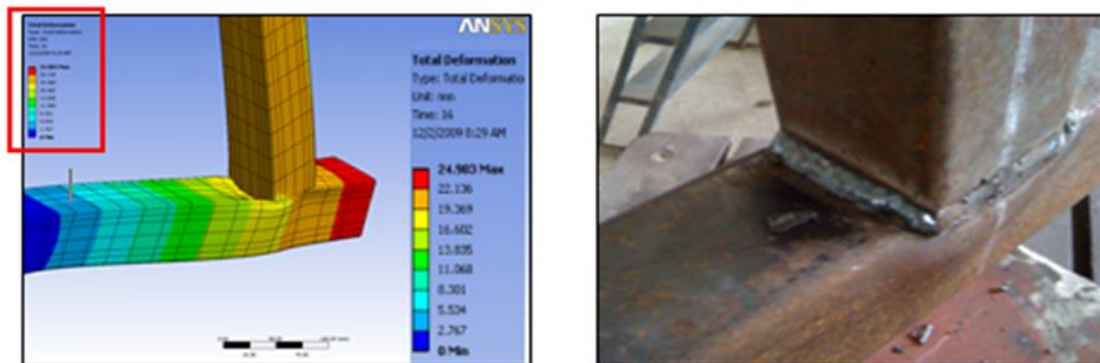 ANSYS
Total Deformation
Type: Total Deformatio
Unit: mm
Time: 16
12/2/2009 8:29 AM
24.903 Max
22.136
19.369
16.602
13.835
11.068
8.301
5.534
2.767
0 Min